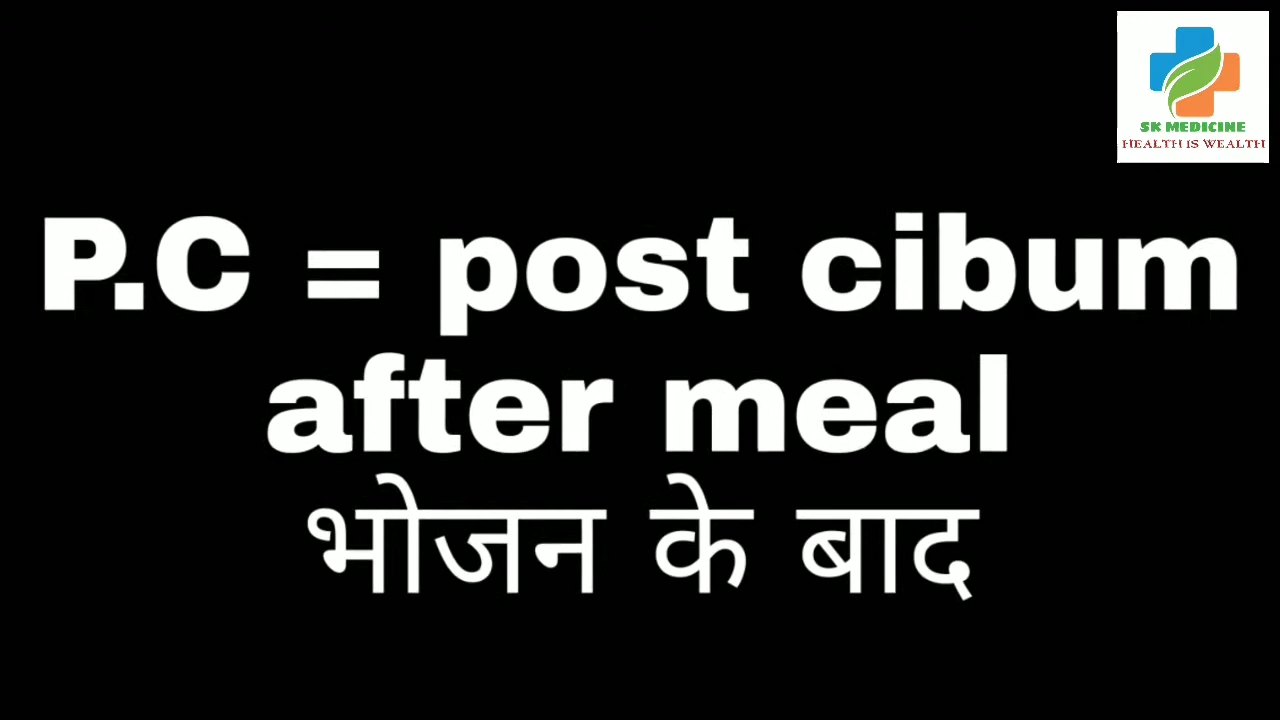 SK MEDICINE
HEALTH IS WEALTH
P.C = post cibum
after meal
भोजन के बाद